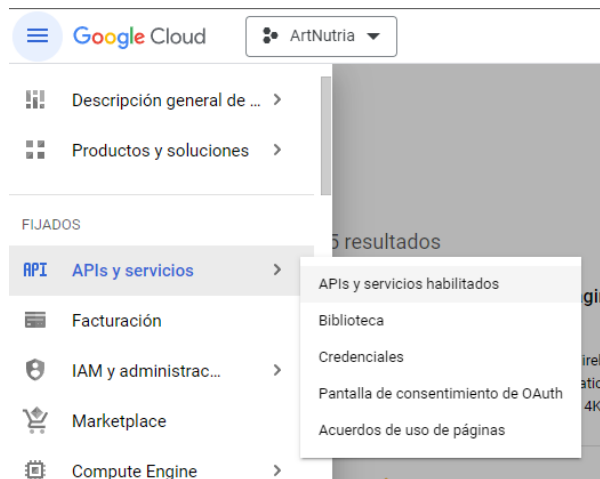 Google Cloud
ArtNutria
Descripción general de ...
Productos y soluciones
FIJADOS
5 resultados
API APIs y servicios
APIs y servicios habilitados
Facturación
Biblioteca
Credenciales
IAM y administrac...
Pantalla de consentimiento de OAuth
4K
Marketplace
Acuerdos de uso de páginas
Compute Engine